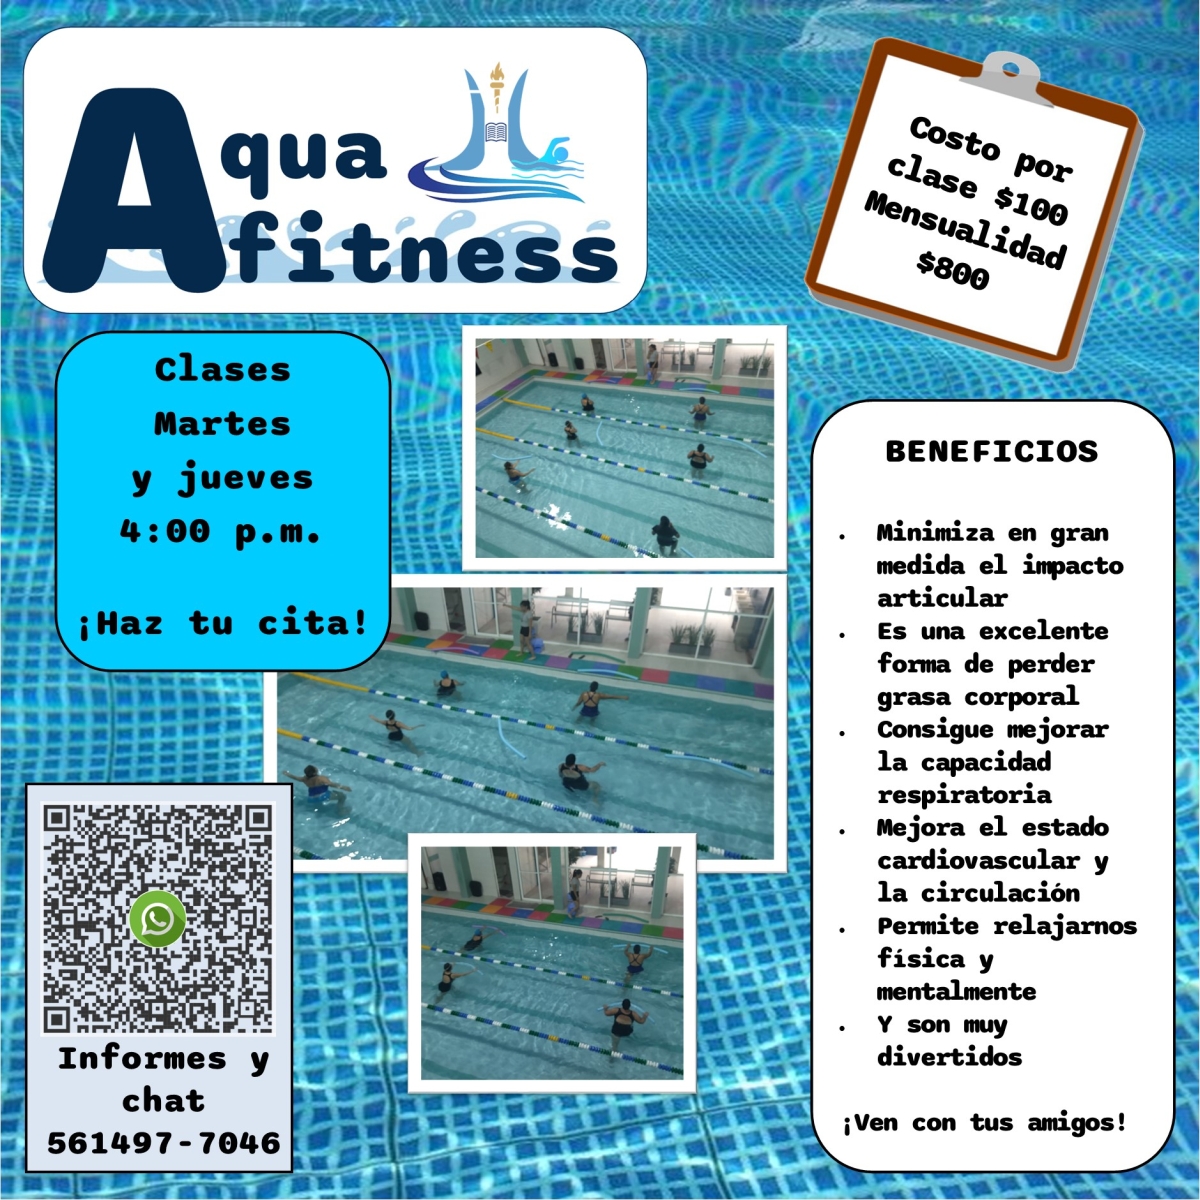 Aqua
fitness
Costo por
clase $100
Mensualidad
$800
Clases
Martes
y jueves
4:00 p.m.
¡Haz tu cita!
BENEFICIOS
. Minimiza en gran
medida el impacto
articular
. Es una excelente
forma de perder
grasa corporal
. Consigue mejorar
la capacidad
respiratoria
. Mejora el estado
cardiovascular y
la circulación
. Permite relajarnos
física y
mentalmente
. Y son muy
divertidos
¡Ven con tus amigos!
Informes y
chat
561497-7046